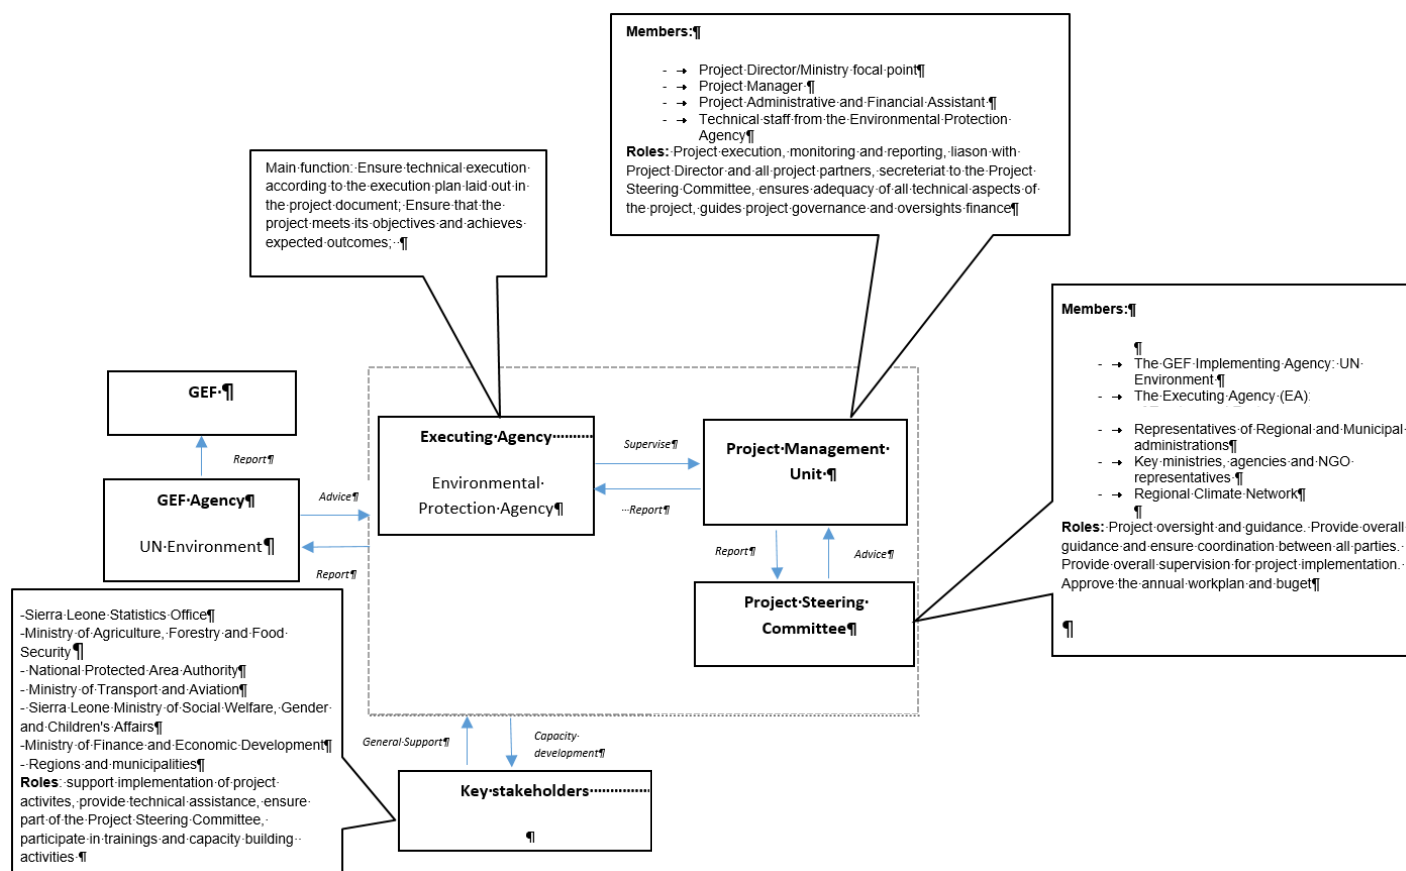 Members:¶
- → Project Director/Ministry focal point¶
- → Project Manager ¶
- → Project Administrative and Financial Assistant ¶
- → Technical staff from the Environmental Protection
Agency¶
Roles: Project execution, monitoring and reporting, liason with
Project Director and all project partners, secreteriat to the Project
Steering Committee, ensures adequacy of all technical aspects of
the project, guides project governance and oversights finance¶
Main function: Ensure technical execution
according to the execution plan laid out in
the project document; Ensure that the
project meets its objectives and achieves
expected outcomes; ¶
Members:¶
¶
- → The GEF Implementing Agency: UN
Environment ¶
- → The Executing Agency (EA):
- → Representatives of Regional and Municipal
administrations¶
- → Key ministries, agencies and NGO
representatives ¶
- → Regional Climate Network¶
¶
Roles: Project oversight and guidance. Provide overall
guidance and ensure coordination between all parties.
Provide overall supervision for project implementation.
Approve the annual workplan and buget¶
¶
GEF ¶
Report¶
GEF Agency¶
UN Environment¶
Advice¶
Report¶
Executing Agency
Environmental
Protection Agency¶
Supervise¶
Report¶
Project Management
Unit ¶
Report¶
Advice¶
Project Steering
Committee¶
-Sierra Leone Statistics Office¶
-Ministry of Agriculture, Forestry and Food
Security ¶
- National Protected Area Authority¶
- Ministry of Transport and Aviation¶
- Sierra Leone Ministry of Social Welfare, Gender
and Children's Affairs¶
-Ministry of Finance and Economic Development¶
- Regions and municipalities¶
Roles: support implementation of project
activites, provide technical assistance, ensure
part of the Project Steering Committee,
participate in trainings and capacity building
activities ¶
General Support¶
Capacity
development¶
Key stakeholders
¶